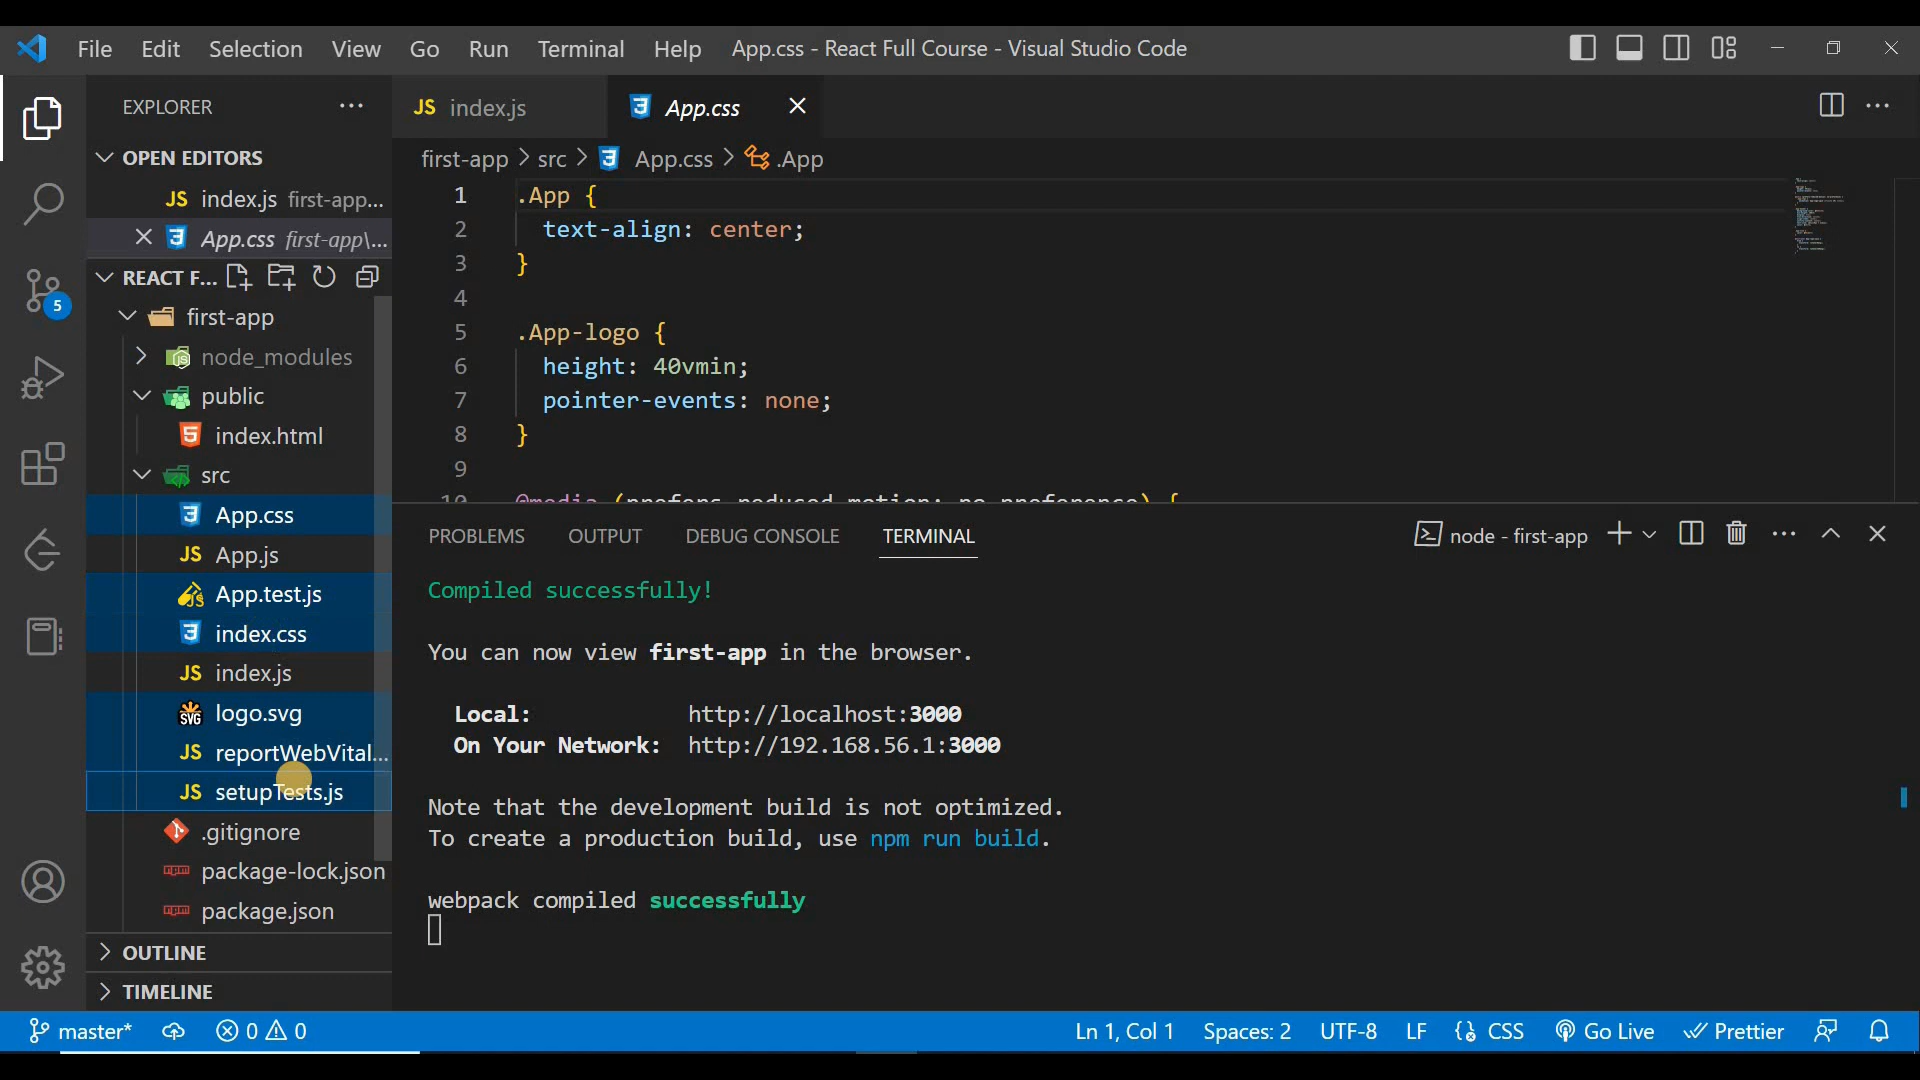 File Edit Selection View Go Run Terminal Help App.css - React Full Course - Visual Studio Code
EXPLORER
OPEN EDITORS
JS index.js first-app...
App.css first-app\...
REACT F...
first-app
node_modules
public
index.html
src
App.css
JS App.js
App.test.js
index.css
JS index.js
logo.svg
JS reportWebVital...
JS setupTests.js
.gitignore
package-lock.json
package.json
OUTLINE
TIMELINE
5
JS index.js
App.css
first-app > src > App.css > .App
1 .App {
2 text-align: center;
3 }
4
5 .App-logo {
6 height: 40vmin;
7 pointer-events: none;
8 }
9
10 @media (prefers-reduced-motion: no-preference) {
PROBLEMS OUTPUT DEBUG CONSOLE TERMINAL
node - first-app
Compiled successfully!
You can now view first-app in the browser.
Local: http://localhost:3000
On Your Network: http://192.168.56.1:3000
Note that the development build is not optimized.
To create a production build, use npm run build.
webpack compiled successfully
master* 0 0 Ln 1, Col 1 Spaces: 2 UTF-8 LF CSS Go Live Prettier